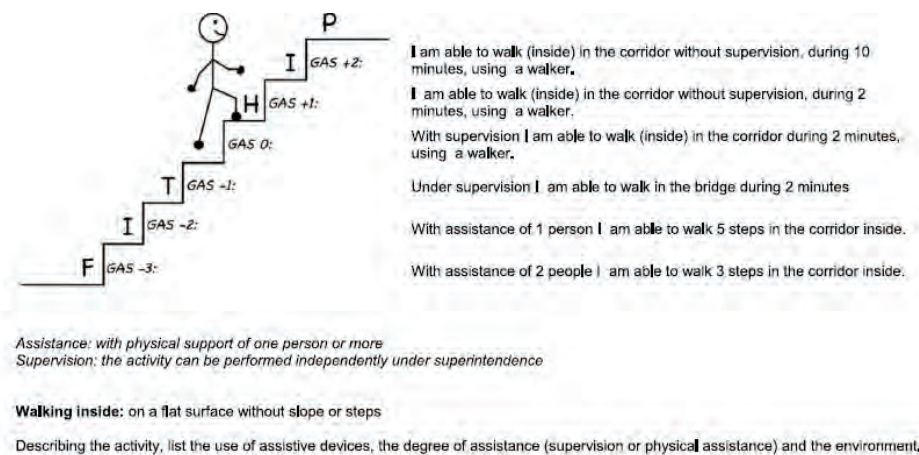 P
I am able to walk (inside) in the corridor without supervision, during 10
minutes, using a walker.
I GAS +2:
I am able to walk (inside) in the corridor without supervision, during 2
minutes, using a walker.
H GAS +1:
With supervision I am able to walk (inside) in the corridor during 2 minutes,
using a walker.
GAS 0:
Under supervision I am able to walk in the bridge during 2 minutes
T GAS -1:
With assistance of 1 person I am able to walk 5 steps in the corridor inside.
I GAS -2:
With assistance of 2 people I am able to walk 3 steps in the corridor inside.
F GAS -3:
Assistance: with physical support of one person or more
Supervision: the activity can be performed independently under superintendence
Walking inside: on a flat surface without slope or steps
Describing the activity, list the use of assistive devices, the degree of assistance (supervision or physical assistance) and the environment.